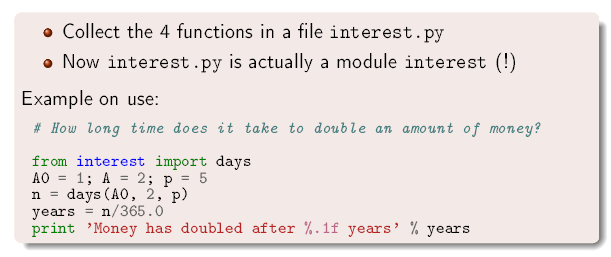 Collect the 4 functions in a file interest.py
Now interest.py is actually a module interest (!)
Example on use:
# How long time does it take to double an amount of money?
from interest import days
A0 = 1; A = 2; p = 5
n = days(A0, 2, p)
years = n/365.0
print 'Money has doubled after %.1f years' % years